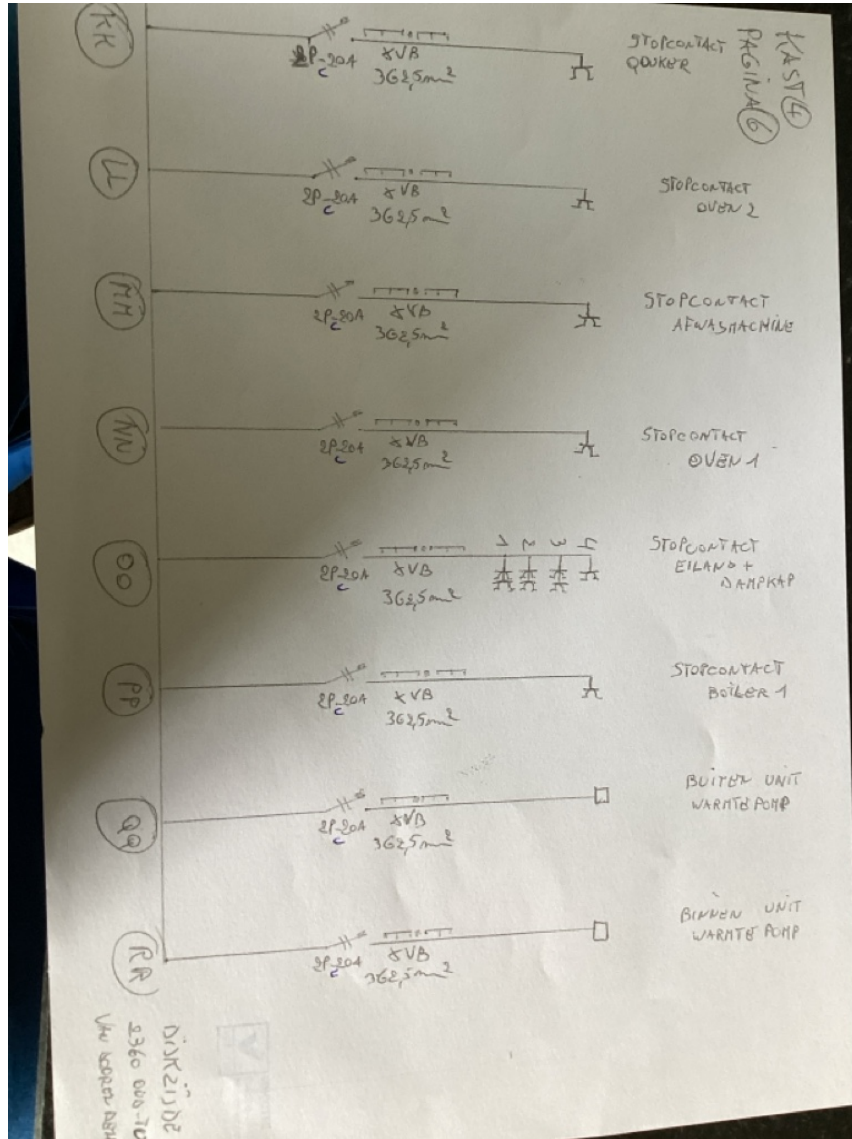 KAST 4
PAGINA 6
KK
2P-20A
C
XVB
3G2,5mm²
STOPCONTACT
QOOKER
LL
2P-20A
C
XVB
3G2,5mm²
STOPCONTACT
OVEN 2
MM
2P-20A
C
XVB
3G2,5mm²
STOPCONTACT
AFWASMACHINE
NN
2P-20A
C
XVB
3G2,5mm²
STOPCONTACT
OVEN 1
OO
2P-20A
C
XVB
3G2,5mm²
1 2 3 4
STOPCONTACT
EILAND +
DAMPKAP
PP
2P-20A
C
XVB
3G2,5mm²
STOPCONTACT
BOILER 1
QQ
2P-20A
C
XVB
3G2,5mm²
BUITEN UNIT
WARMTE POMP
RR
2P-20A
C
XVB
3G2,5mm²
BINNEN UNIT
WARMTE POMP
2360
VAN